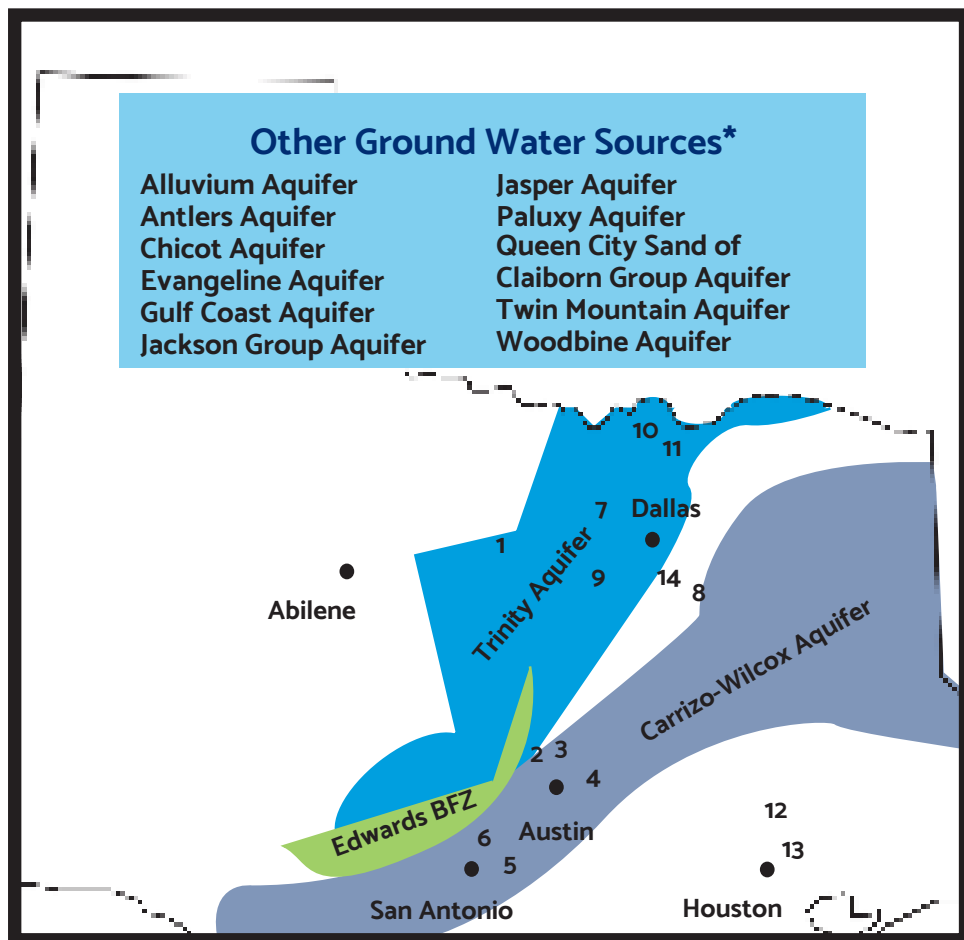 Other Ground Water Sources*
Alluvium Aquifer
Antlers Aquifer
Chicot Aquifer
Evangeline Aquifer
Gulf Coast Aquifer
Jackson Group Aquifer
Jasper Aquifer
Paluxy Aquifer
Queen City Sand of
Claiborn Group Aquifer
Twin Mountain Aquifer
Woodbine Aquifer
10
11
7
Dallas
1
Trinity Aquifer
9
14
8
Abilene
Carrizo-Wilcox Aquifer
2
3
4
Edwards BFZ
Austin
6
5
12
13
San Antonio
Houston